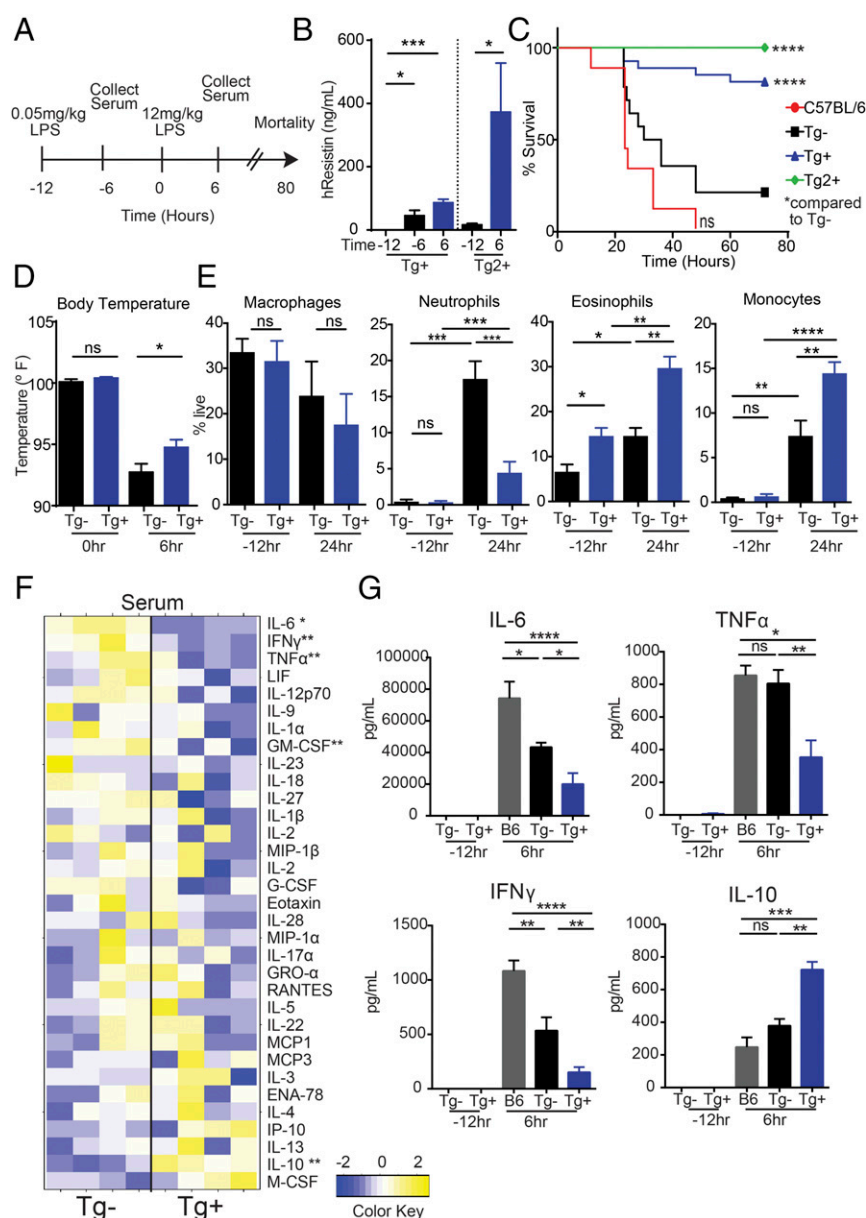 A
Collect
Serum
Collect
Serum
0.05mg/kg
LPS
12mg/kg
LPS
Mortality
-12
-6
0
6
80
Time (Hours)
B
hResistin (ng/mL)
600
400
200
0
***
*
*
Time -12 -6 6 -12 6
Tg+ Tg2+
C
% Survival
100
50
0
0 20 40 60 80
Time (Hours)
****
****
ns
C57BL/6
Tg-
Tg+
Tg2+
*compared
to Tg-
D
Body Temperature
Temperature (º F)
105
100
95
90
ns
*
Tg- Tg+ Tg- Tg+
0hr 6hr
E
Macrophages
% live
40
30
20
10
0
ns
ns
Tg- Tg+ Tg- Tg+
-12hr 24hr
Neutrophils
25
20
15
10
5
0
***
*** ***
ns
Tg- Tg+ Tg- Tg+
-12hr 24hr
Eosinophils
40
30
20
10
0
**
* **
*
Tg- Tg+ Tg- Tg+
-12hr 24hr
Monocytes
20
15
10
5
0
****
**
**
ns
Tg- Tg+ Tg- Tg+
-12hr 24hr
F
Serum
IL-6 *
IFNγ**
TNFα**
LIF
IL-12p70
IL-9
IL-1α
GM-CSF**
IL-23
IL-18
IL-27
IL-1β
IL-2
MIP-1β
IL-2
G-CSF
Eotaxin
IL-28
MIP-1α
IL-17α
GRO-α
RANTES
IL-5
IL-22
MCP1
MCP3
IL-3
ENA-78
IL-4
IP-10
IL-13
IL-10 **
M-CSF
Tg- Tg+
-2 0 2
Color Key
G
IL-6
pg/mL
100000
80000
60000
40000
20000
0
****
* *
Tg- Tg+ B6 Tg- Tg+
-12hr 6hr
TNFα
pg/mL
1000
800
600
400
200
0
*
ns **
Tg- Tg+ B6 Tg- Tg+
-12hr 6hr
IFNγ
pg/mL
1500
1000
500
0
****
** **
Tg- Tg+ B6 Tg- Tg+
-12hr 6hr
IL-10
pg/mL
1000
800
600
400
200
0
***
ns **
Tg- Tg+ B6 Tg- Tg+
-12hr 6hr